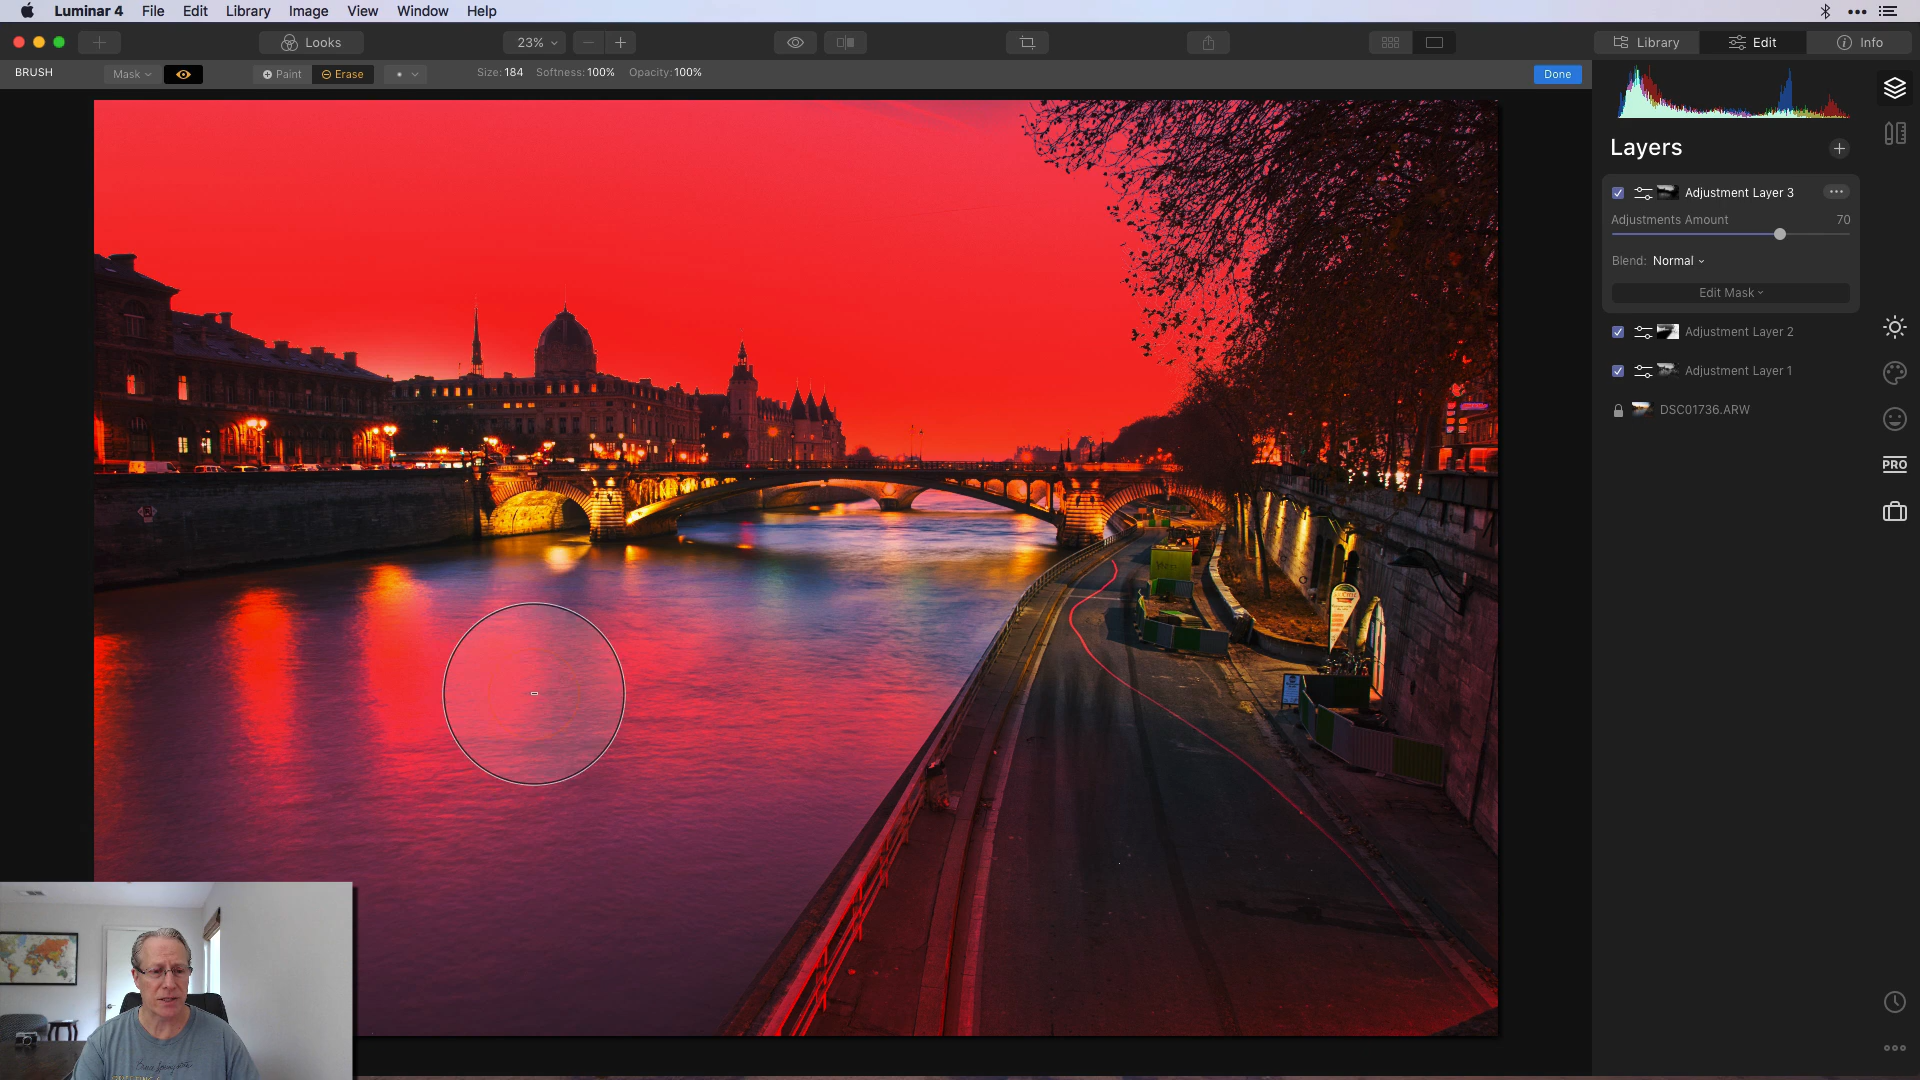 Luminar 4 File Edit Library Image View Window Help
Looks 23% Library Edit Info
BRUSH Mask Paint Erase Size: 184 Softness: 100% Opacity: 100% Done
Layers
Adjustment Layer 3
Adjustments Amount 70
Blend: Normal
Edit Mask
Adjustment Layer 2
Adjustment Layer 1
DSC01736.ARW
PRO